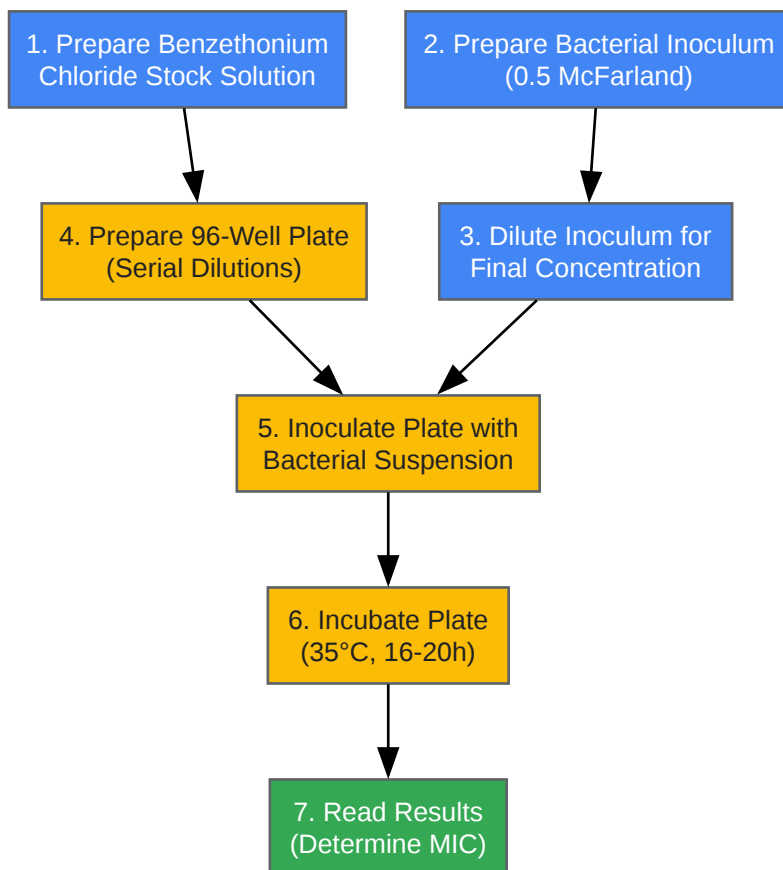 1. Prepare Benzethonium
Chloride Stock Solution
2. Prepare Bacterial Inoculum
(0.5 McFarland)
4. Prepare 96-Well Plate
(Serial Dilutions)
3. Dilute Inoculum for
Final Concentration
5. Inoculate Plate with
Bacterial Suspension
6. Incubate Plate
(35°C, 16-20h)
7. Read Results
(Determine MIC)